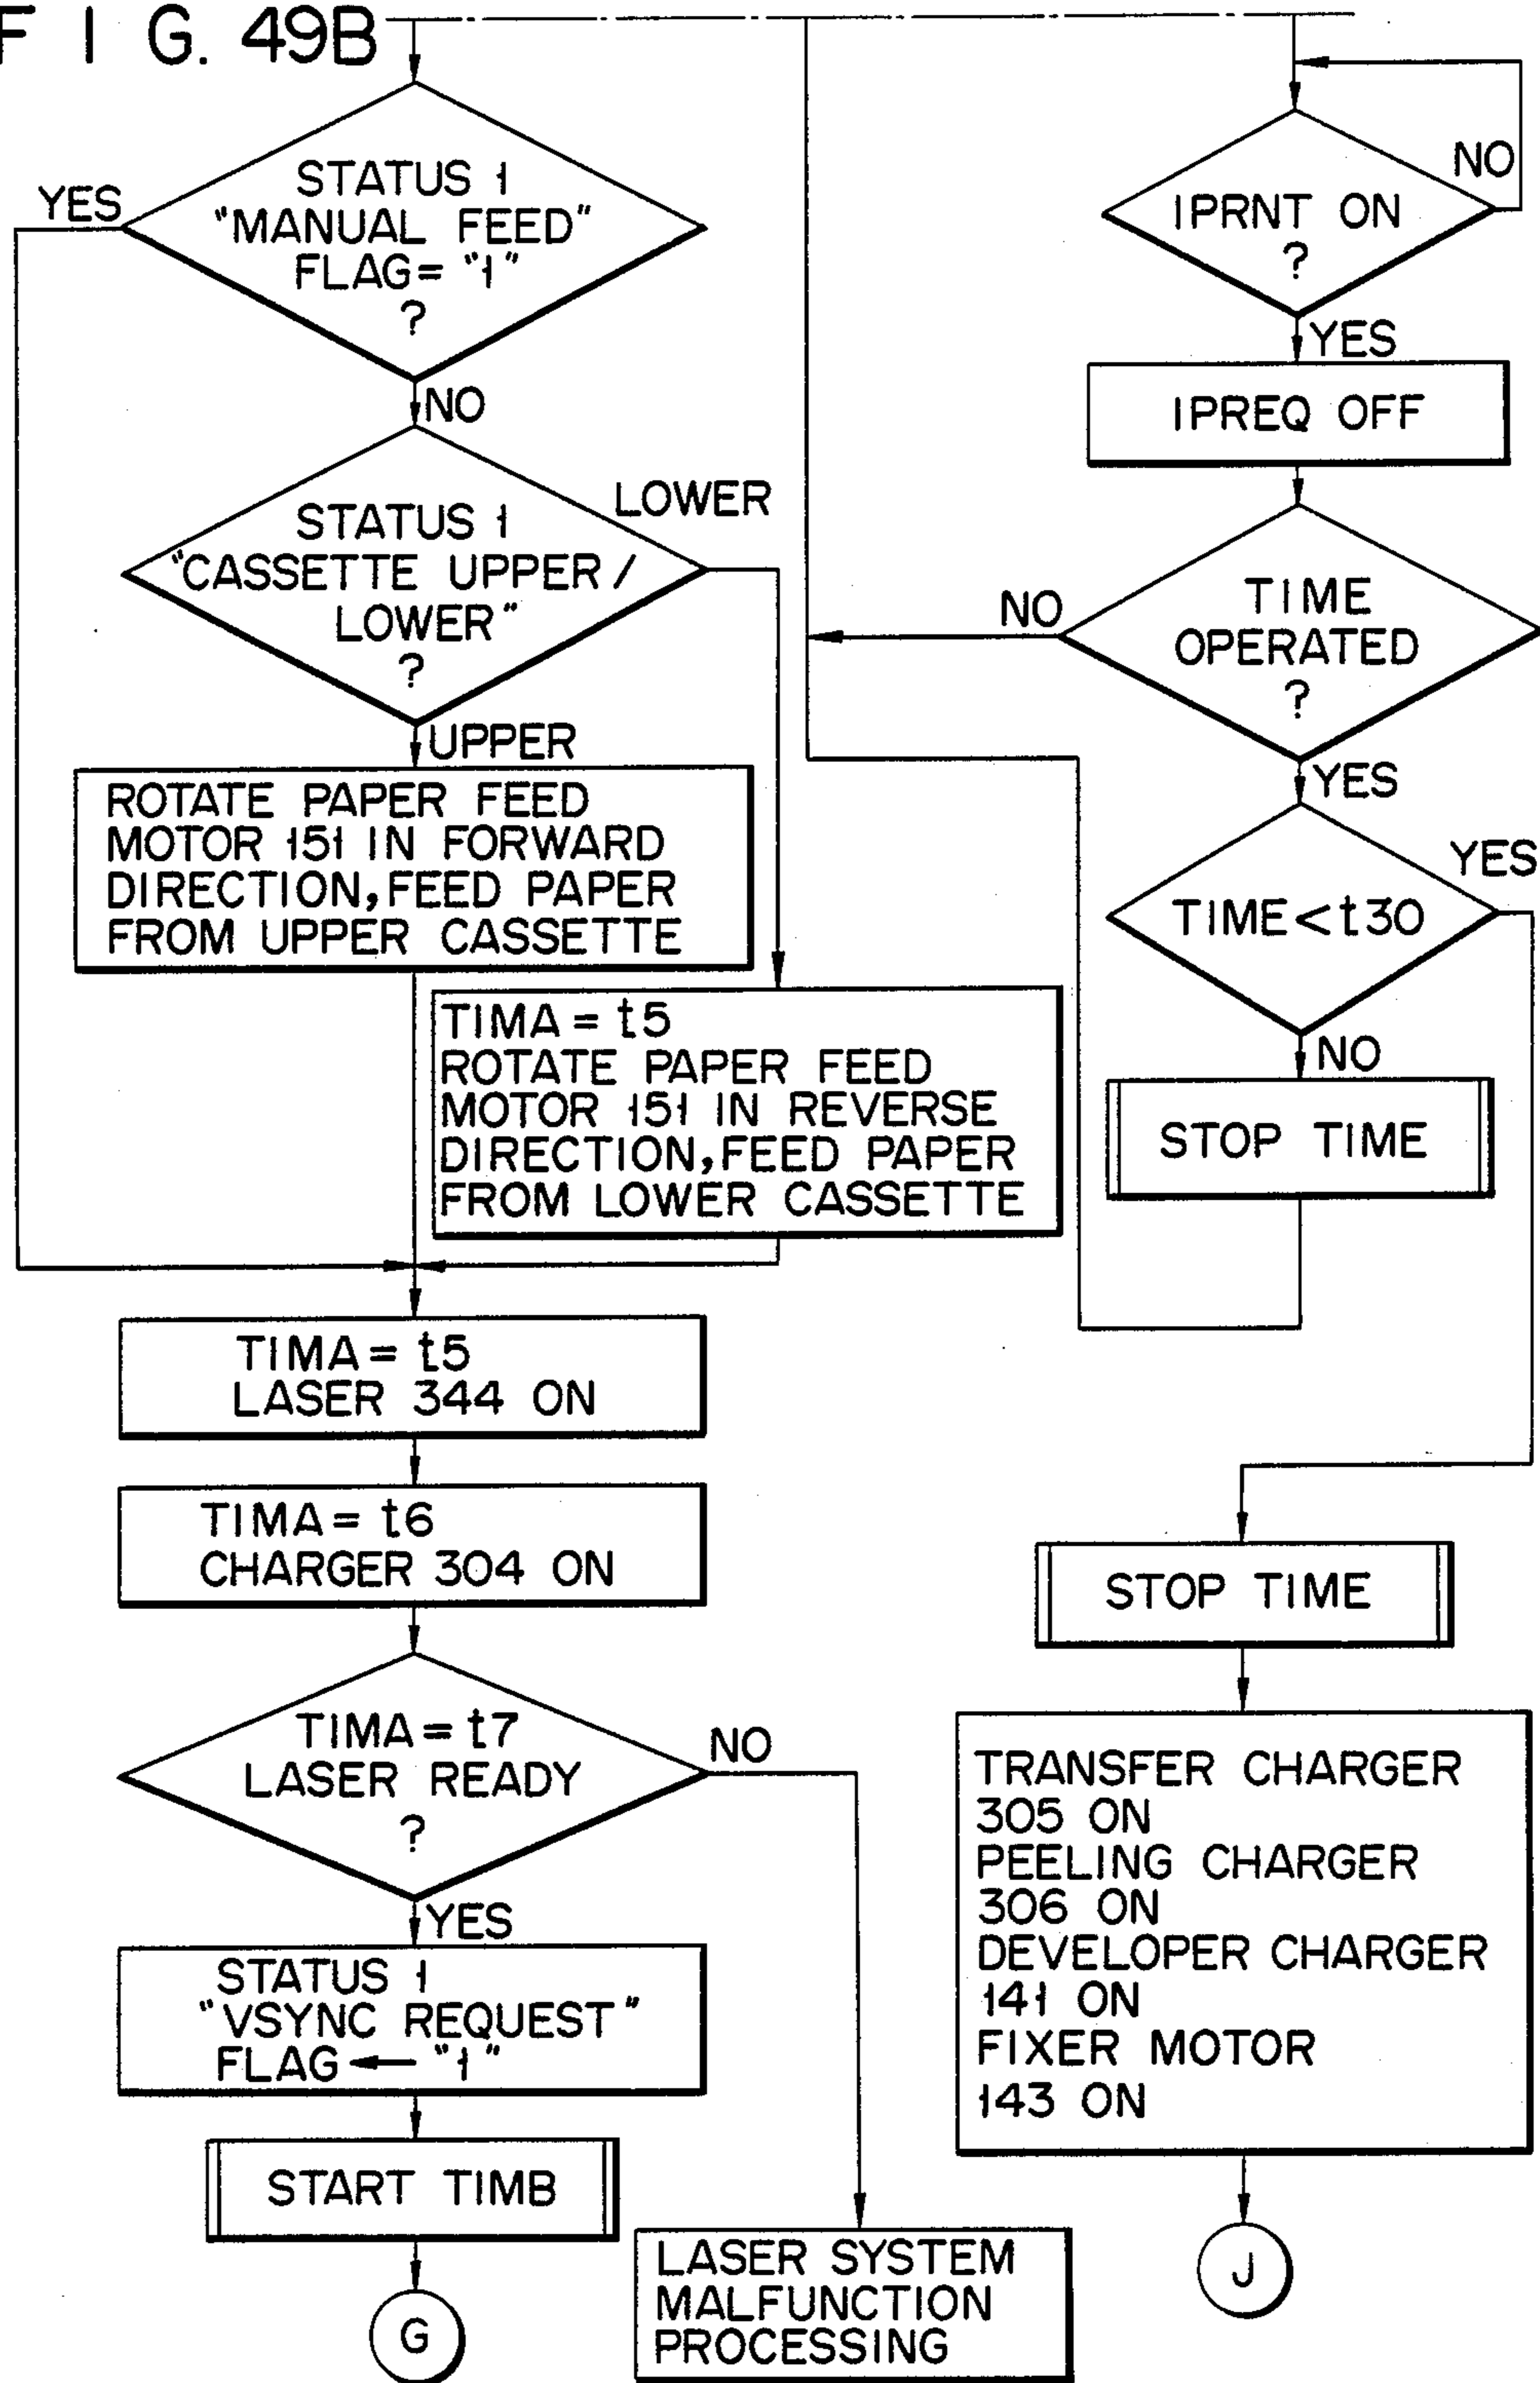 FIG. 49B
STATUS 1
"MANUAL FEED"
FLAG= "1"
?
YES
NO
STATUS 1
"CASSETTE UPPER /
LOWER"
?
LOWER
UPPER
ROTATE PAPER FEED
MOTOR 151 IN FORWARD
DIRECTION, FEED PAPER
FROM UPPER CASSETTE
TIMA = t5
ROTATE PAPER FEED
MOTOR 151 IN REVERSE
DIRECTION, FEED PAPER
FROM LOWER CASSETTE
TIMA = t5
LASER 344 ON
TIMA = t6
CHARGER 304 ON
TIMA = t7
LASER READY
?
NO
YES
STATUS 1
"VSYNC REQUEST"
FLAG ← "1"
START TIMB
G
LASER SYSTEM
MALFUNCTION
PROCESSING
IPRNT ON
?
NO
YES
IPREQ OFF
TIME
OPERATED
?
NO
YES
TIME < t30
YES
NO
STOP TIME
STOP TIME
TRANSFER CHARGER
305 ON
PEELING CHARGER
306 ON
DEVELOPER CHARGER
141 ON
FIXER MOTOR
143 ON
J